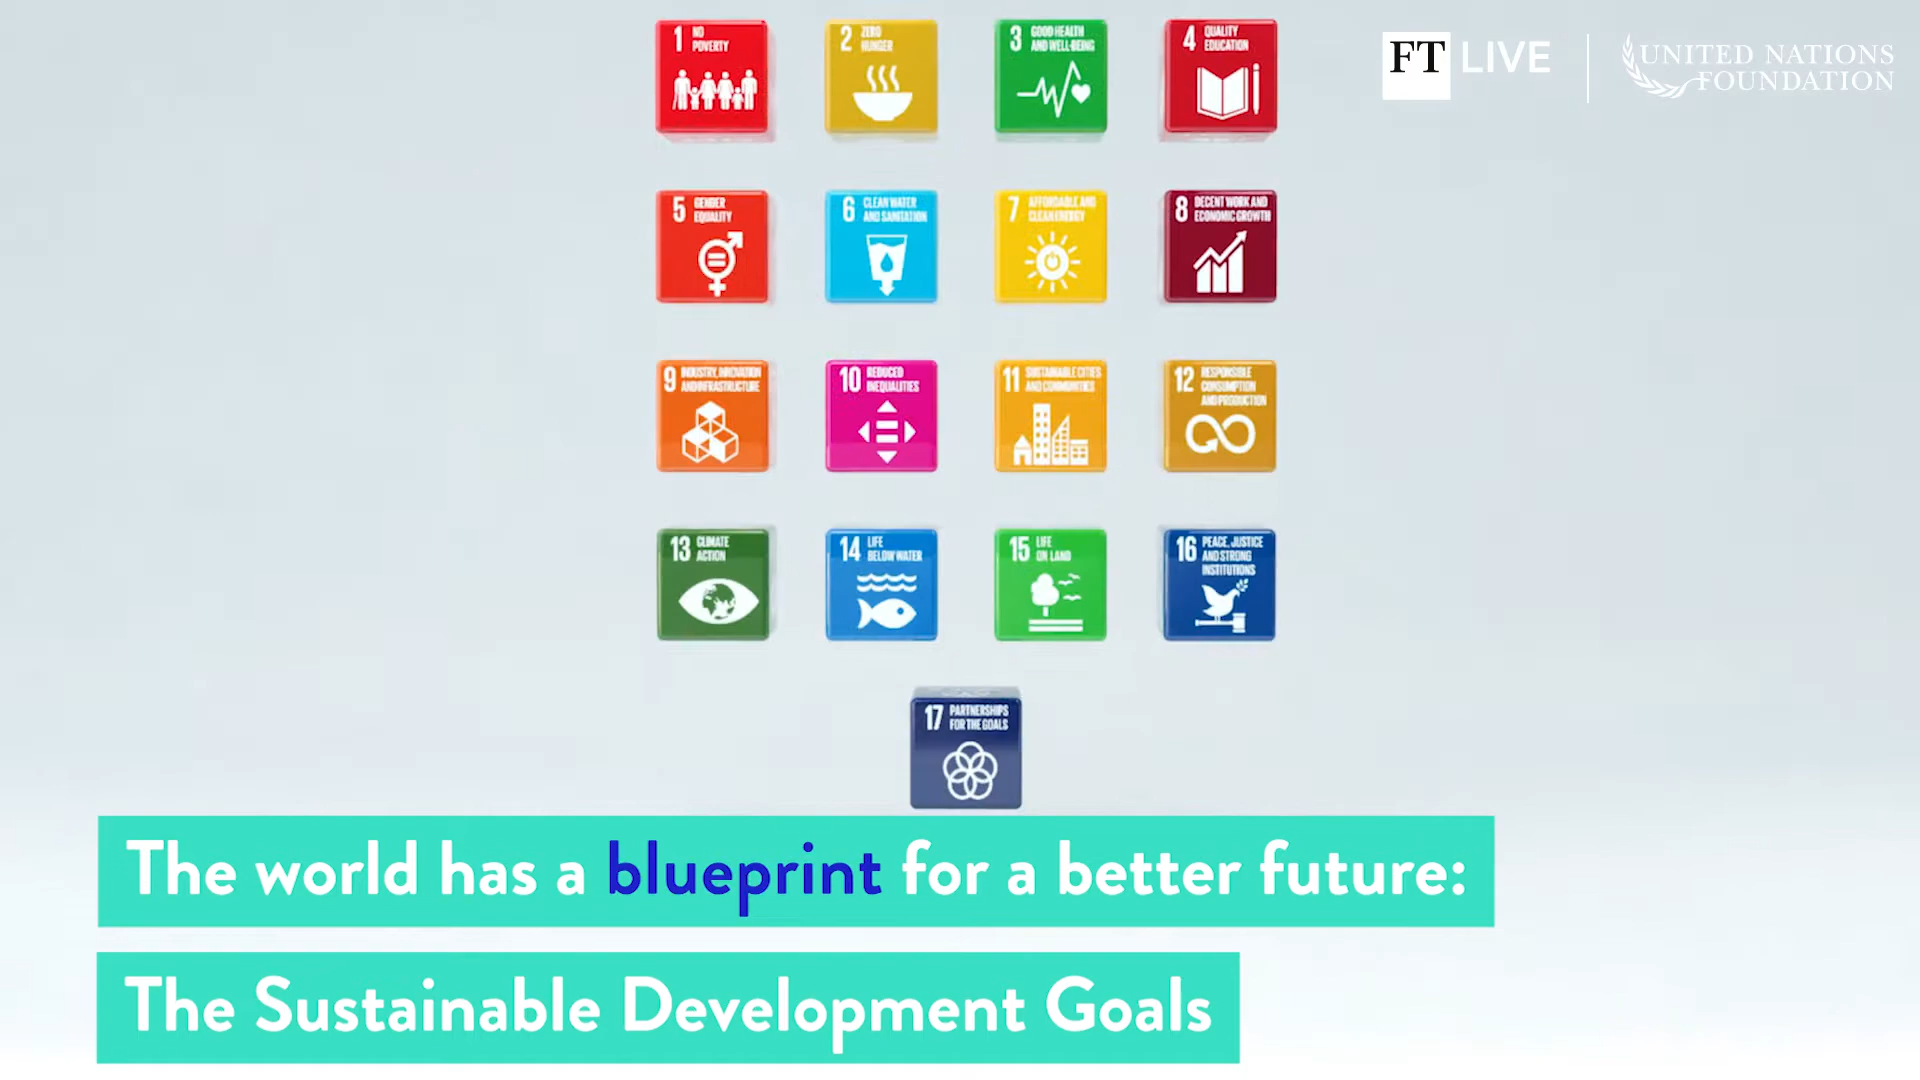 1 NO
POVERTY
2 ZERO
HUNGER
3 GOOD HEALTH
AND WELL-BEING
4 QUALITY
EDUCATION
FT LIVE
UNITED NATIONS
FOUNDATION
5 GENDER
EQUALITY
6 CLEAN WATER
AND SANITATION
7 AFFORDABLE AND
CLEAN ENERGY
8 DECENT WORK AND
ECONOMIC GROWTH
9 INDUSTRY, INNOVATION
AND INFRASTRUCTURE
10 REDUCED
INEQUALITIES
11 SUSTAINABLE CITIES
AND COMMUNITIES
12 RESPONSIBLE
CONSUMPTION
AND PRODUCTION
13 CLIMATE
ACTION
14 LIFE
BELOW WATER
15 LIFE
ON LAND
16 PEACE, JUSTICE
AND STRONG
INSTITUTIONS
17 PARTNERSHIPS
FOR THE GOALS
The world has a blueprint for a better future:
The Sustainable Development Goals